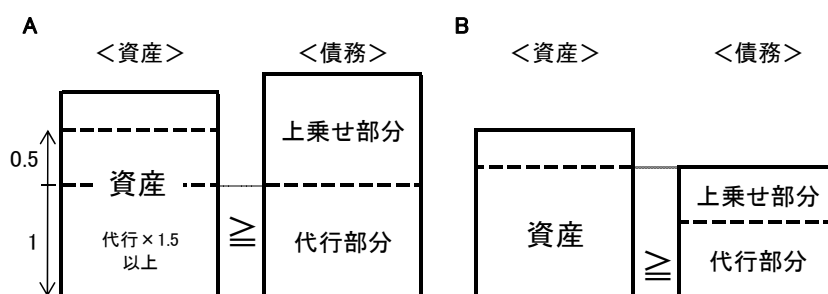 A
<資産>
<債務>
0.5
1
資産
代行×1.5
以上
≧
上乗せ部分
代行部分
B
<資産>
<債務>
資産
≧
上乗せ部分
代行部分